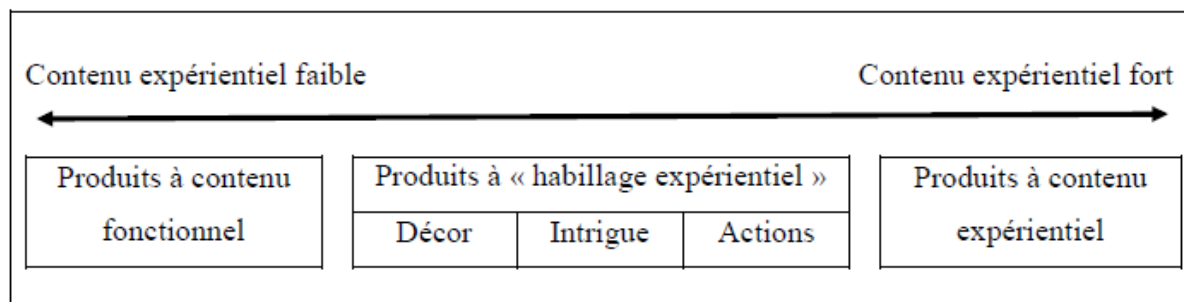 Contenu expérientiel faible
Contenu expérientiel fort
Produits à contenu
fonctionnel
Produits à « habillage expérientiel »
Décor
Intrigue
Actions
Produits à contenu
expérientiel